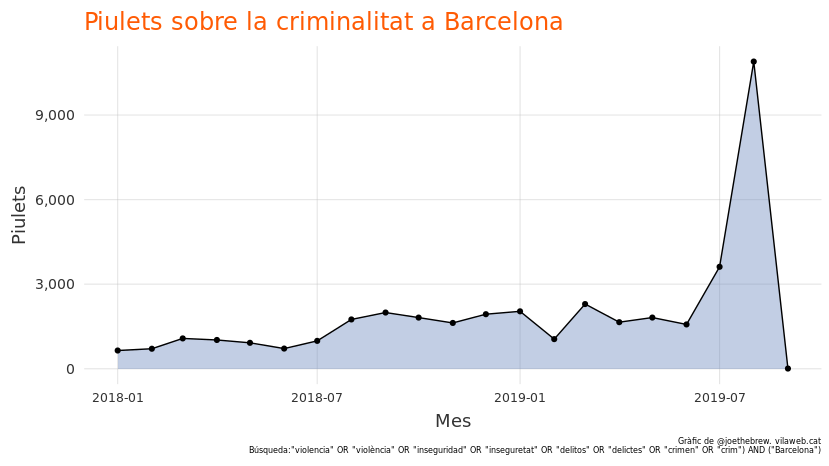 Piulets sobre la criminalitat a Barcelona
Piulets
9,000
6,000
3,000
0
2018-01 2018-07 2019-01 2019-07
Mes
Gràfic de @joethebrew. vilaweb.cat
Búsqueda:"violencia" OR "violència" OR "inseguridad" OR "inseguretat" OR "delitos" OR "delictes" OR "crimen" OR "crim") AND ("Barcelona")